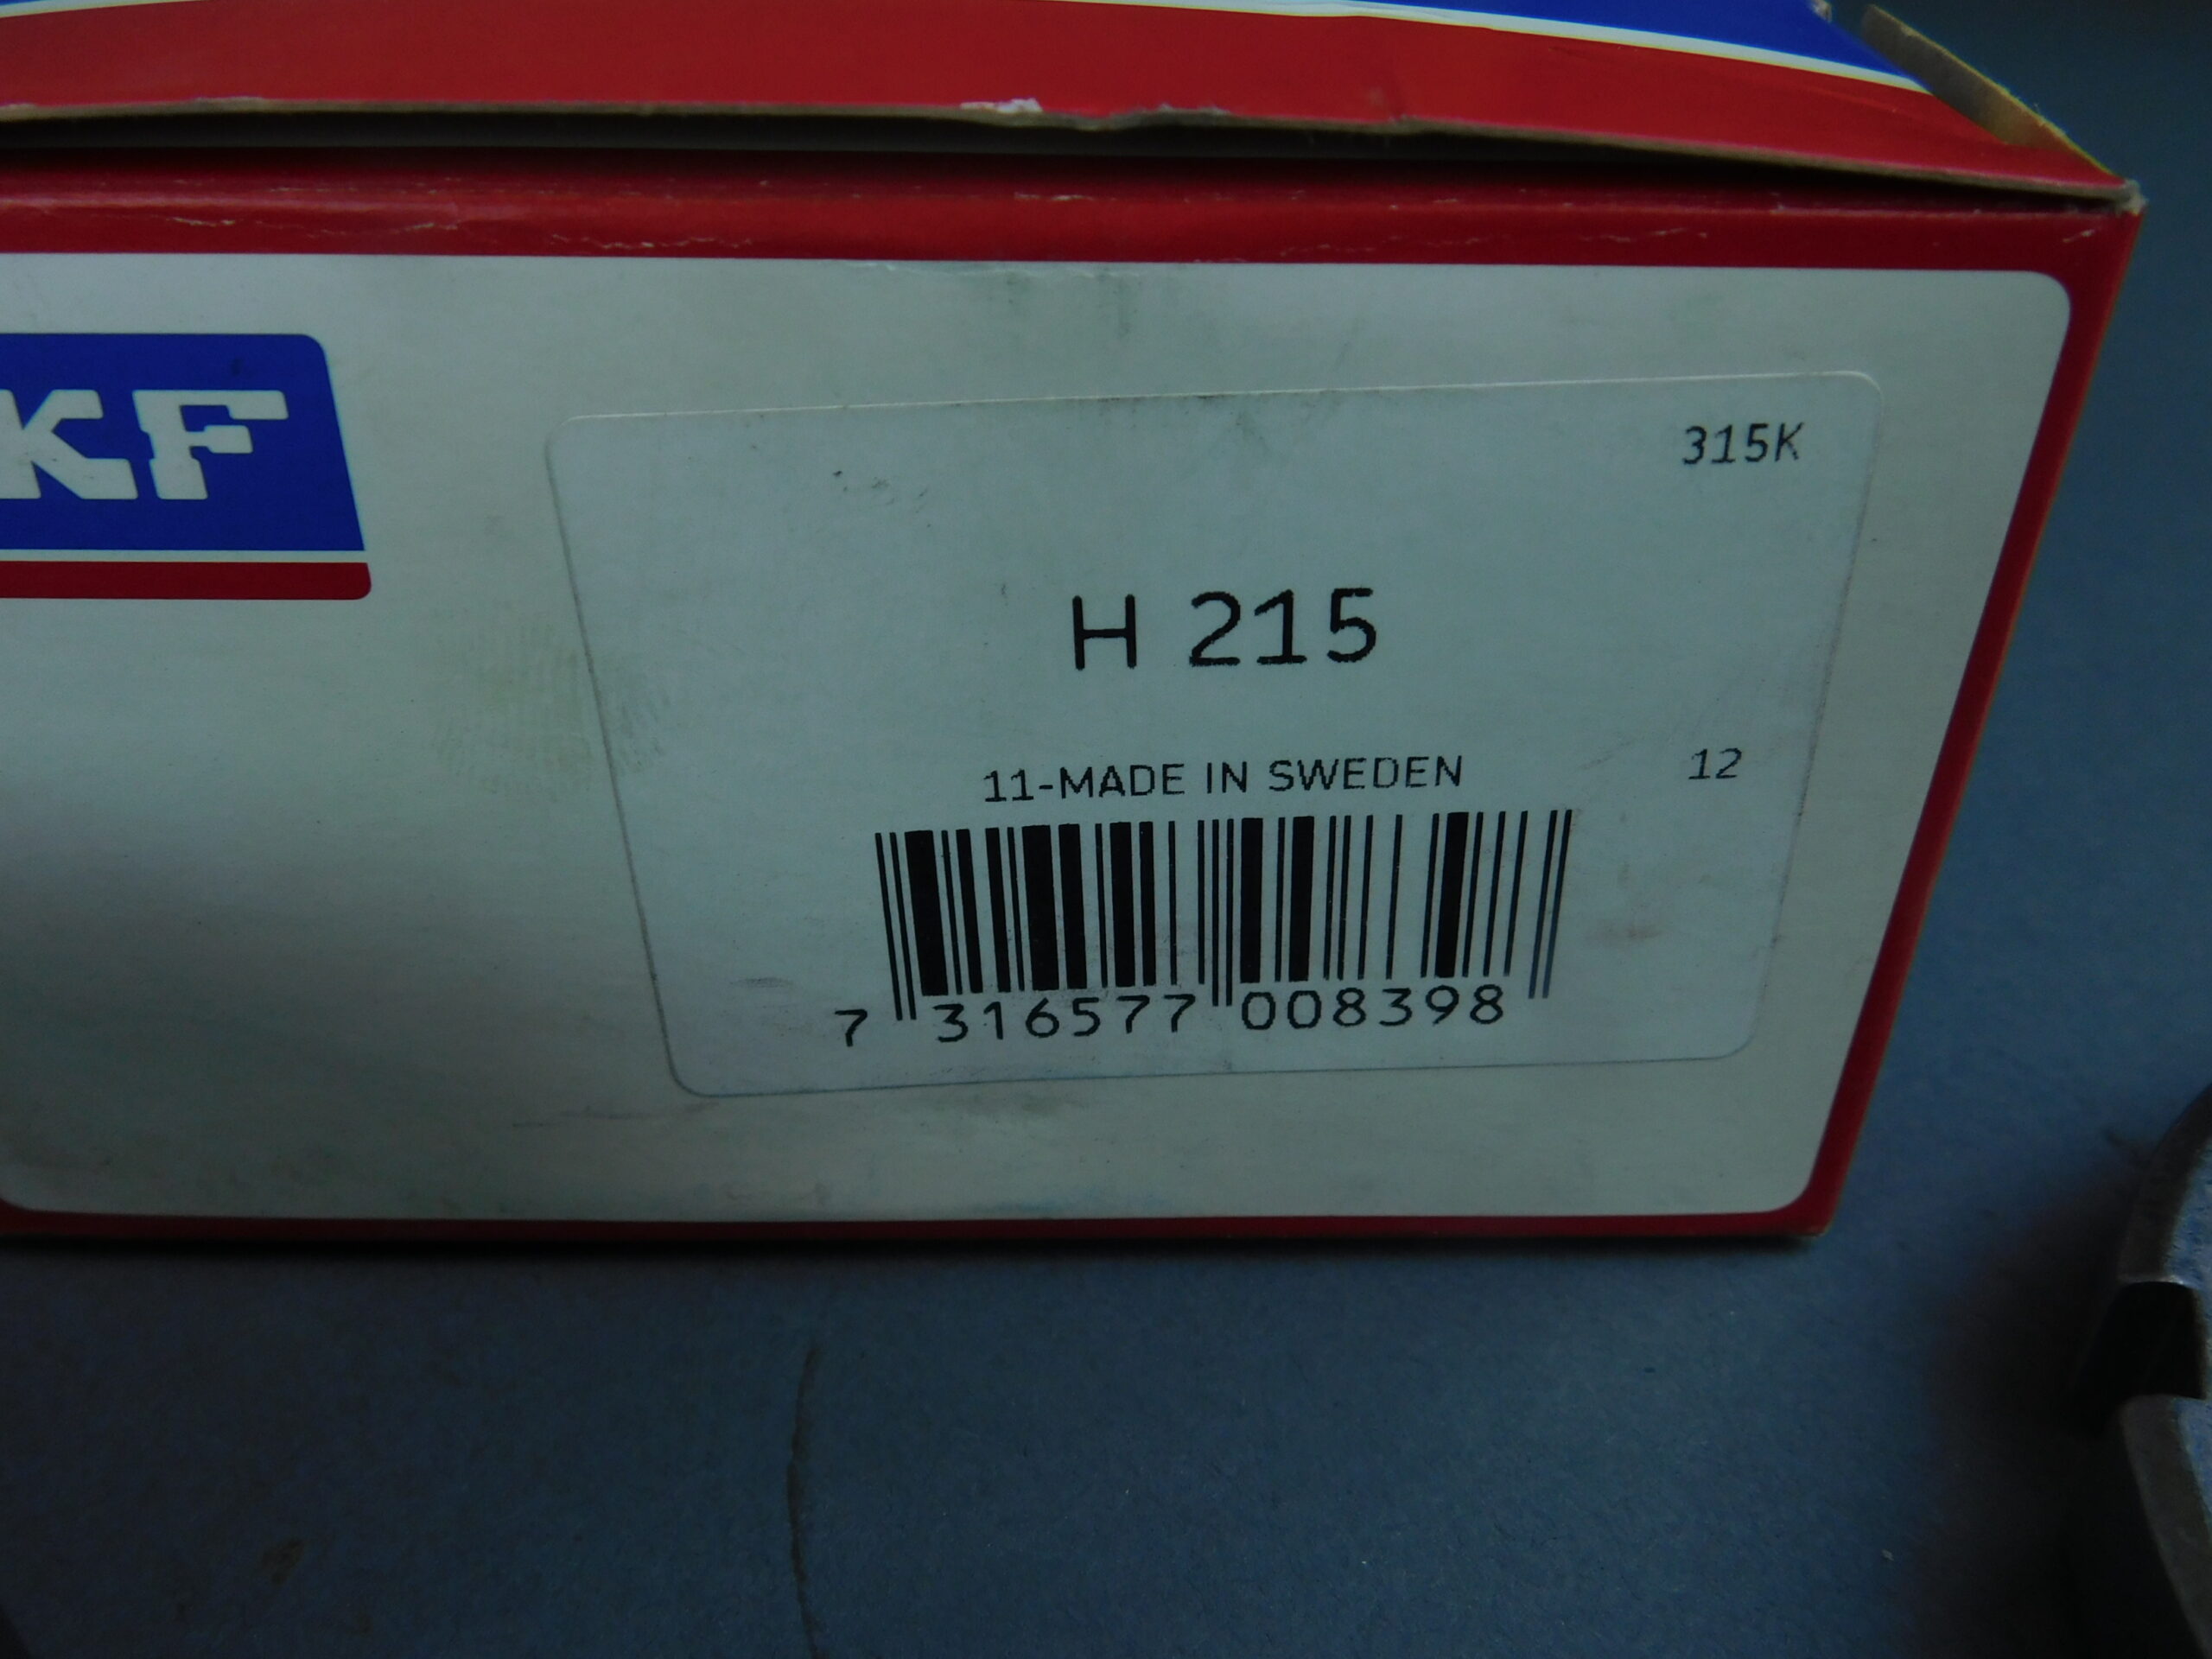 KF
315K
H 215
11-MADE IN SWEDEN
12
7 316577 008398